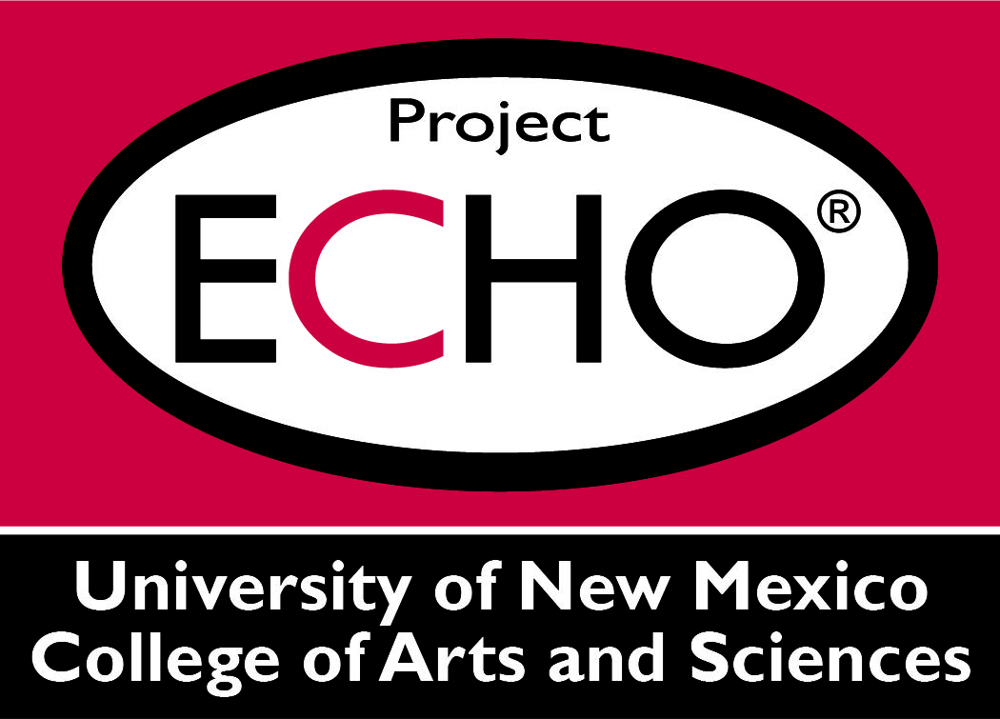 Project
ECHO®
University of New Mexico
College of Arts and Sciences